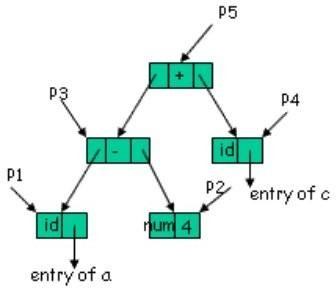 P5
+
P3
P4
-
id
P1
P2
entry of c
id
num 4
entry of a